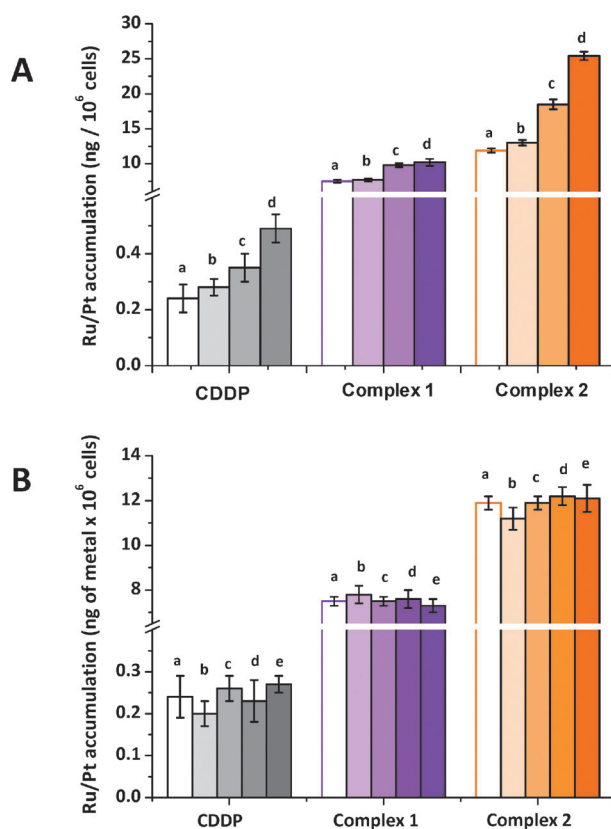 A
Ru/Pt accumulation (ng / 10⁶ cells)
30
25
20
15
10
0.4
0.2
0.0
a b c d
a b c d
a b c d
CDDP Complex 1 Complex 2
B
Ru/Pt accumulation (ng of metal x 10⁶ cells)
14
12
10
8
0.3
0.2
0.1
0.0
a b c d e
a b c d e
a b c d e
CDDP Complex 1 Complex 2